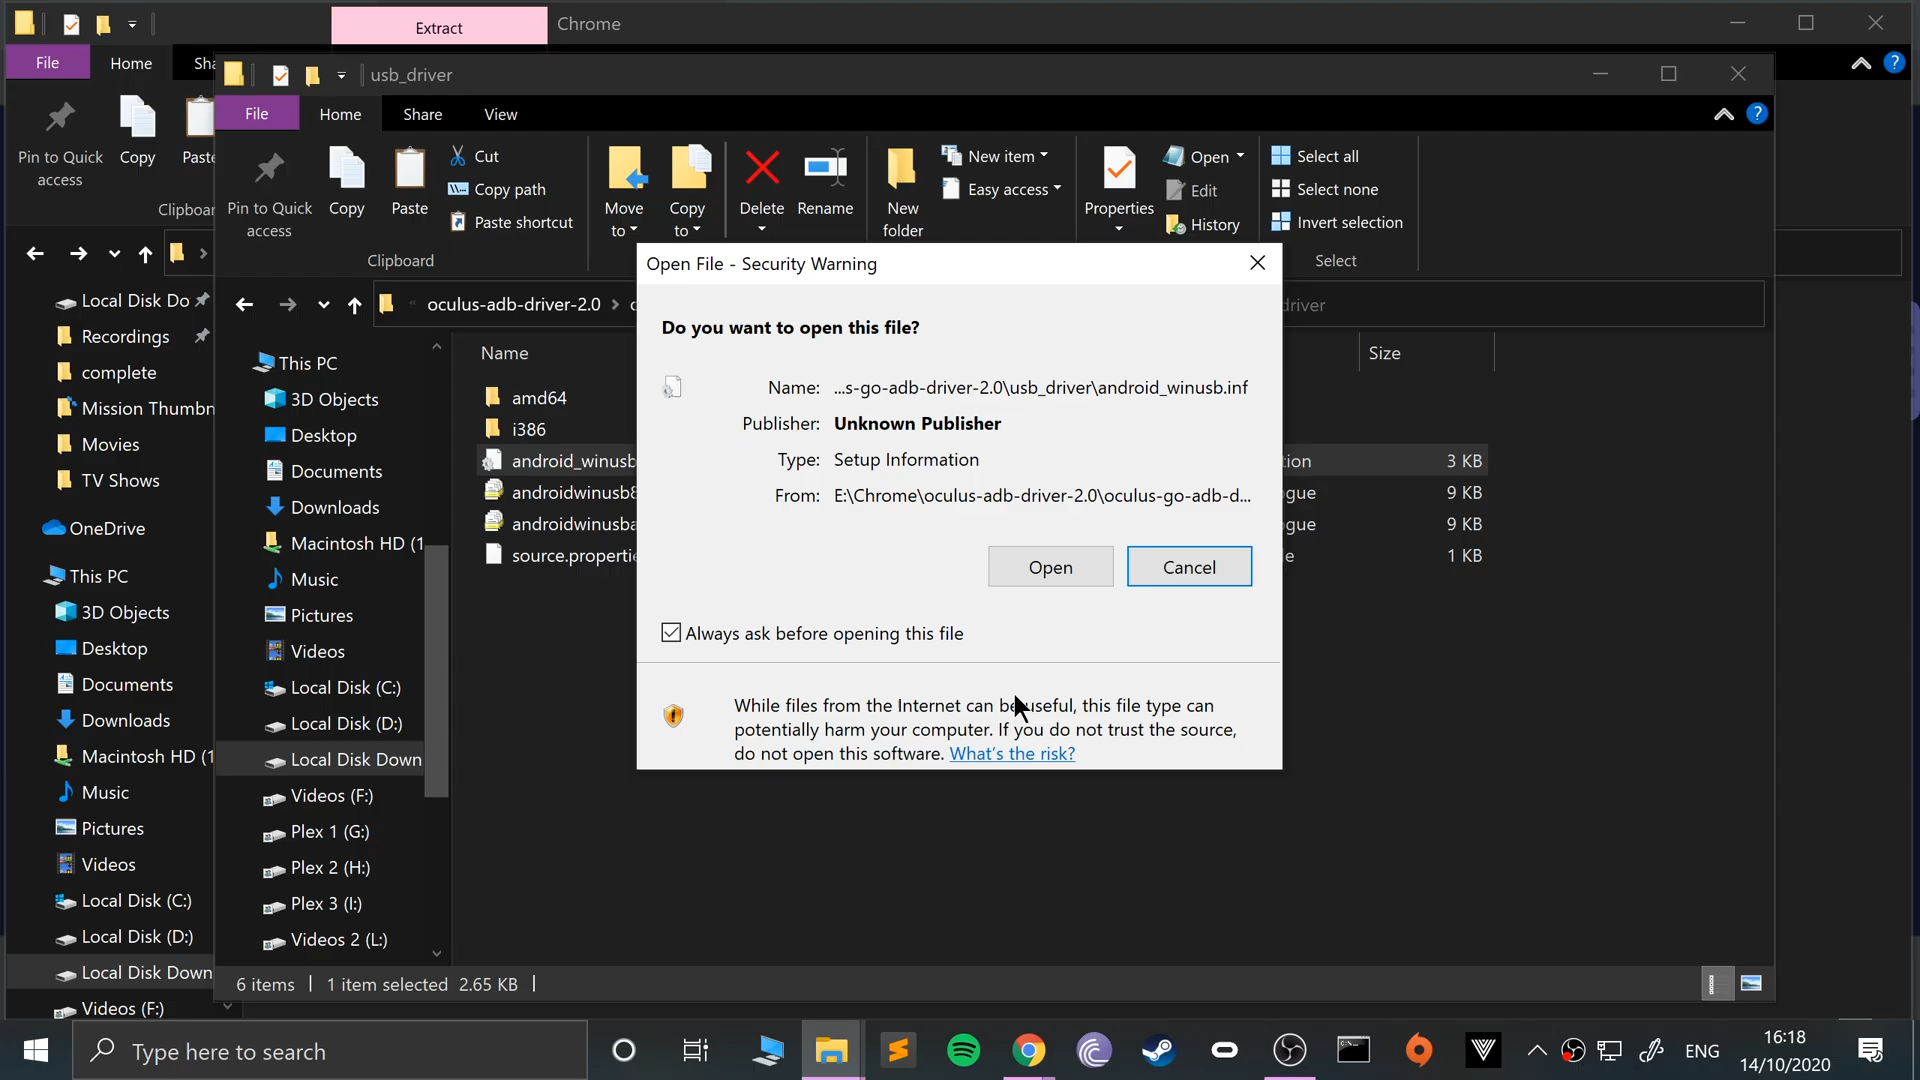 Extract
Chrome
File
Home
Sha
usb_driver
File
Home
Share
View
Pin to Quick
access
Copy
Paste
Clipboar
Pin to Quick
access
Copy
Paste
Cut
Copy path
Paste shortcut
Clipboard
Move
to
Copy
to
Delete
Rename
New
folder
New item
Easy access
Properties
Open
Edit
History
Select all
Select none
Invert selection
Select
oculus-adb-driver-2.0
driver
Local Disk Do
Recordings
complete
Mission Thumbn
Movies
TV Shows
OneDrive
This PC
3D Objects
Desktop
Documents
Downloads
Macintosh HD (1
Music
Pictures
Videos
Local Disk (C:)
Local Disk (D:)
Local Disk Down
Videos (F:)
This PC
3D Objects
Desktop
Documents
Downloads
Macintosh HD (1
Music
Pictures
Videos
Local Disk (C:)
Local Disk (D:)
Local Disk Down
Videos (F:)
Plex 1 (G:)
Plex 2 (H:)
Plex 3 (I:)
Videos 2 (L:)
Name
Size
amd64
i386
android_winusb
tion
3 KB
androidwinusb8
ogue
9 KB
androidwinusba
ogue
9 KB
source.propertie
e
1 KB
Open File - Security Warning
Do you want to open this file?
Name: ...s-go-adb-driver-2.0\usb_driver\android_winusb.inf
Publisher: Unknown Publisher
Type: Setup Information
From: E:\Chrome\oculus-adb-driver-2.0\oculus-go-adb-d...
Open
Cancel
Always ask before opening this file
While files from the Internet can be useful, this file type can
potentially harm your computer. If you do not trust the source,
do not open this software. What's the risk?
6 items
1 item selected 2.65 KB
Type here to search
ENG
16:18
14/10/2020